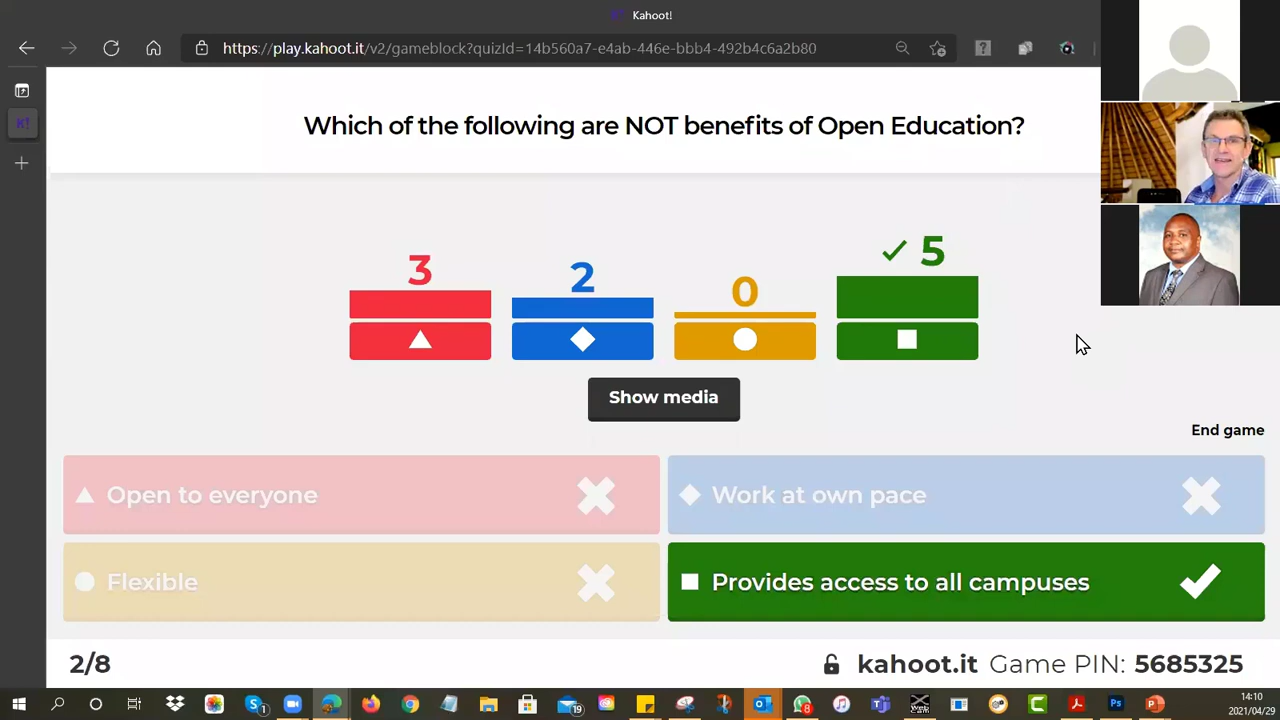 Kahoot!
https://play.kahoot.it/v2/gameblock?quizId=14b560a7-e4ab-446e-bbb4-492b4c6a2b80
Which of the following are NOT benefits of Open Education?
3
2
0
5
Show media
End game
Open to everyone
Work at own pace
Flexible
Provides access to all campuses
2/8
kahoot.it Game PIN: 5685325
14:10
2021/04/29